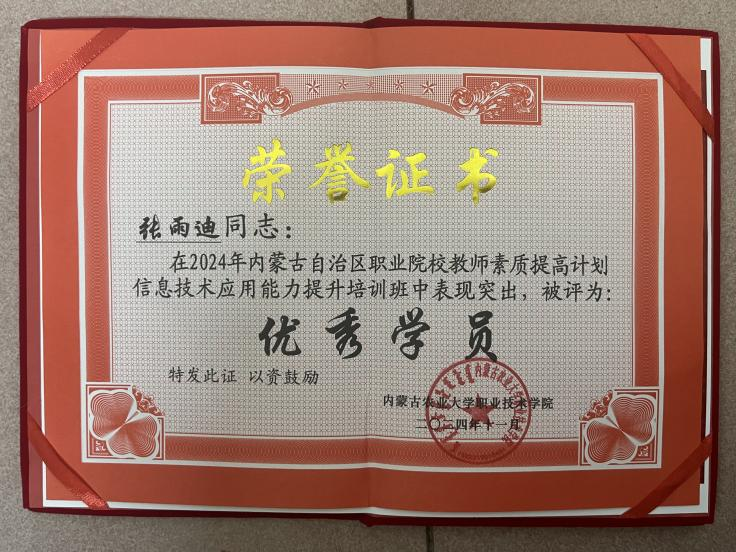 荣誉证书
张雨迪同志：
在2024年内蒙古自治区职业院校教师素质提高计划
信息技术应用能力提升培训班中表现突出，被评为：
优秀学员
特发此证 以资鼓励
内蒙古农业大学职业技术学院
二〇二四年十一月